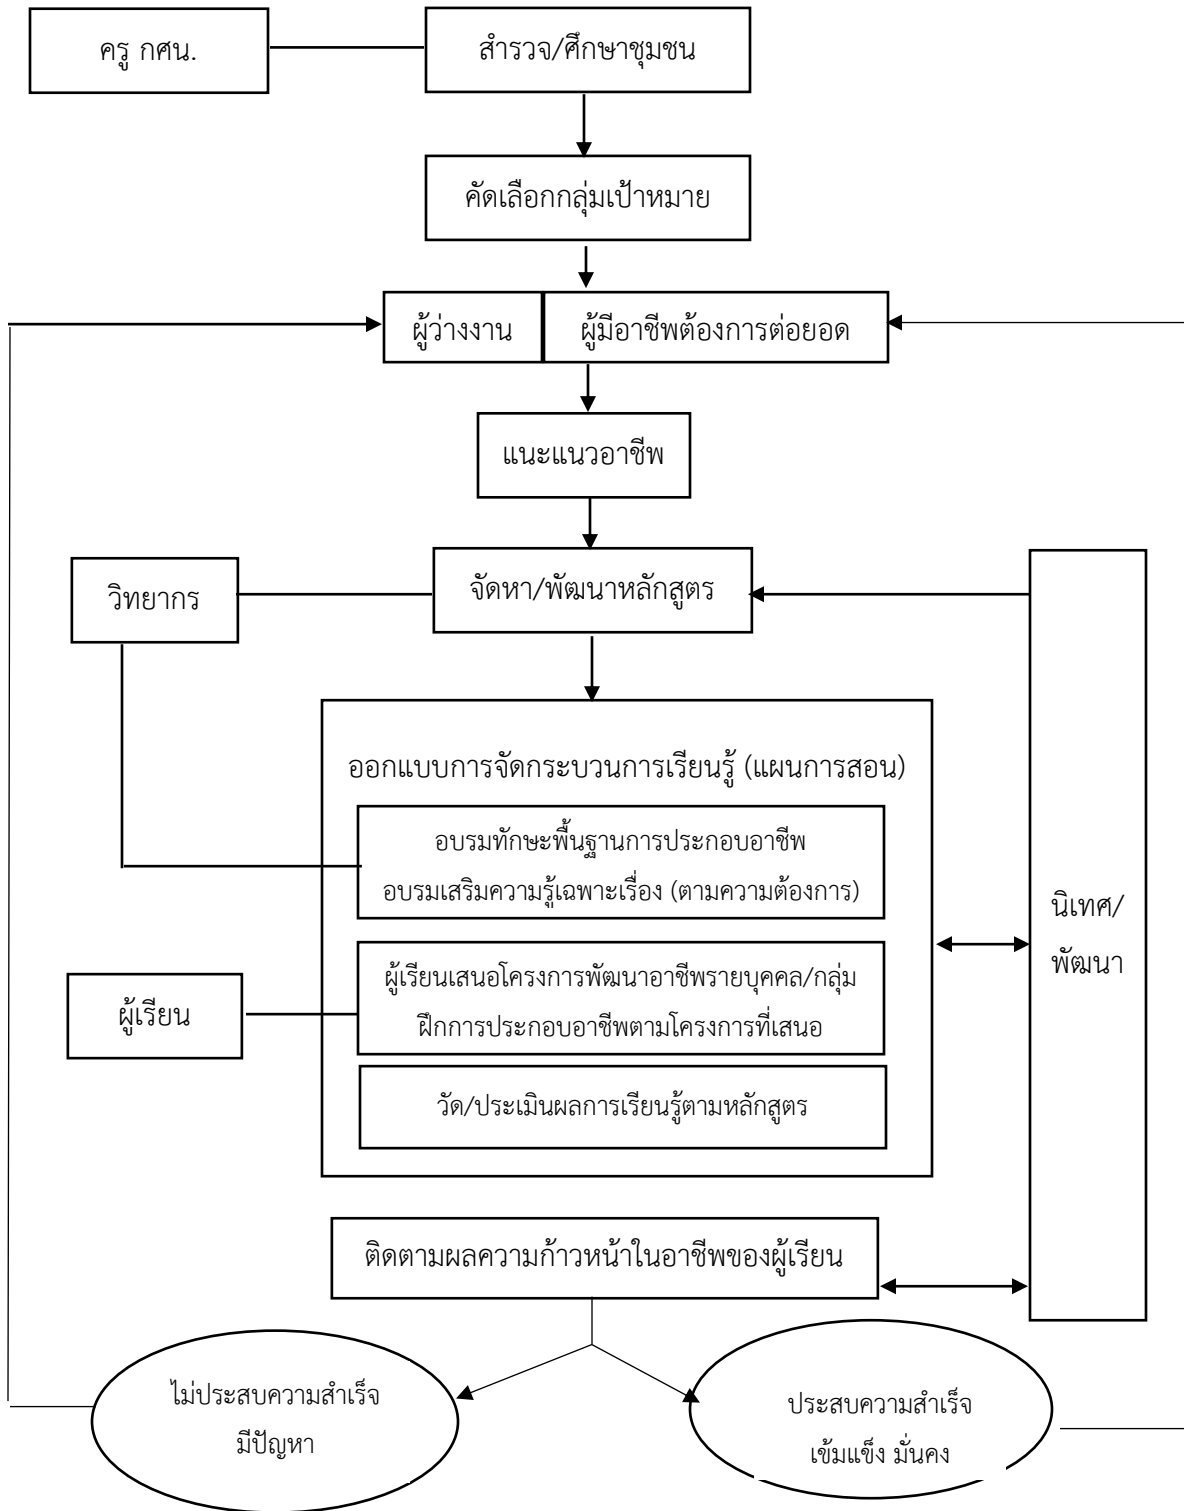 ครู กศน.
สำรวจ/ศึกษาชุมชน
คัดเลือกกลุ่มเป้าหมาย
ผู้ว่างงาน
ผู้มีอาชีพต้องการต่อยอด
แนะแนวอาชีพ
วิทยากร
จัดหา/พัฒนาหลักสูตร
ออกแบบการจัดกระบวนการเรียนรู้ (แผนการสอน)
อบรมทักษะพื้นฐานการประกอบอาชีพ
อบรมเสริมความรู้เฉพาะเรื่อง (ตามความต้องการ)
นิเทศ/
พัฒนา
ผู้เรียน
ผู้เรียนเสนอโครงการพัฒนาอาชีพรายบุคคล/กลุ่ม
ฝึกการประกอบอาชีพตามโครงการที่เสนอ
วัด/ประเมินผลการเรียนรู้ตามหลักสูตร
ติดตามผลความก้าวหน้าในอาชีพของผู้เรียน
ไม่ประสบความสำเร็จ
มีปัญหา
ประสบความสำเร็จ
เข้มแข็ง มั่นคง